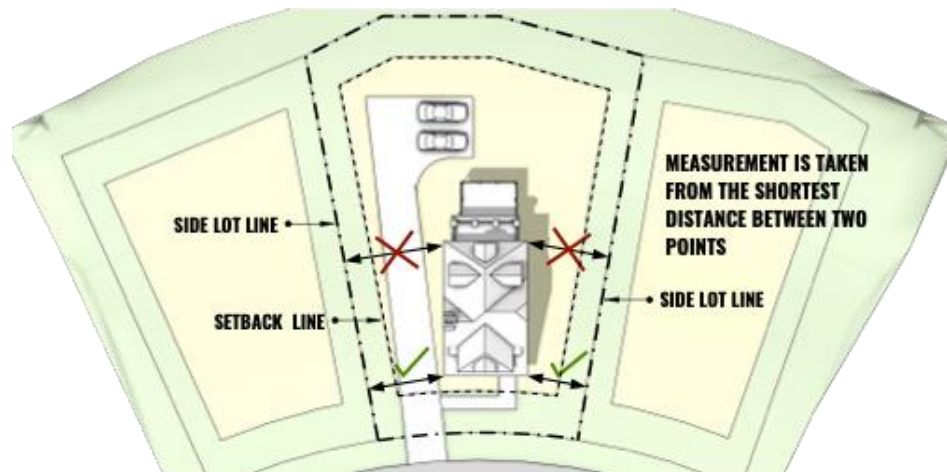 MEASUREMENT IS TAKEN
FROM THE SHORTEST
DISTANCE BETWEEN TWO
POINTS
SIDE LOT LINE
SIDE LOT LINE
SETBACK LINE